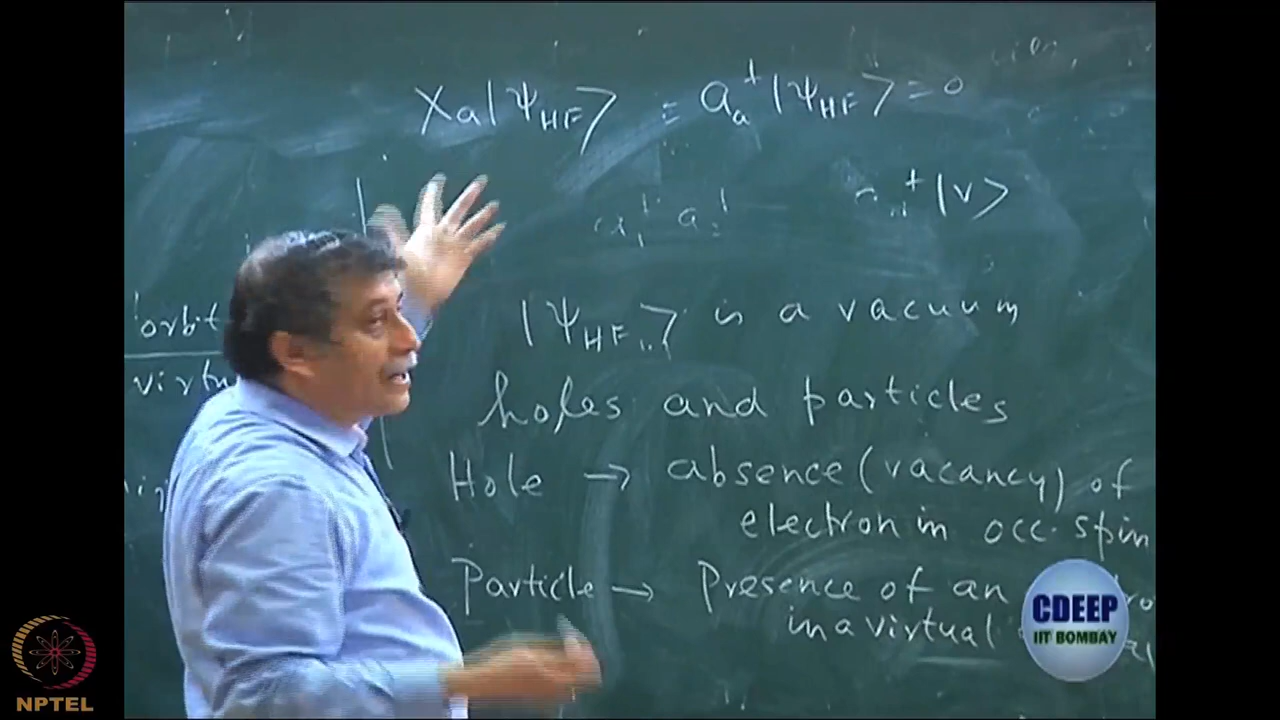 Xa|ΨHF> = aₐ†|ΨHF> = 0
†|v>
|ΨHF> is a vacuum
orbit
virtu
holes and particles
Hole → absence (vacancy) of
electron in occ. spin
Particle → Presence of an
in a virtual
CDEEP
IIT BOMBAY
NPTEL